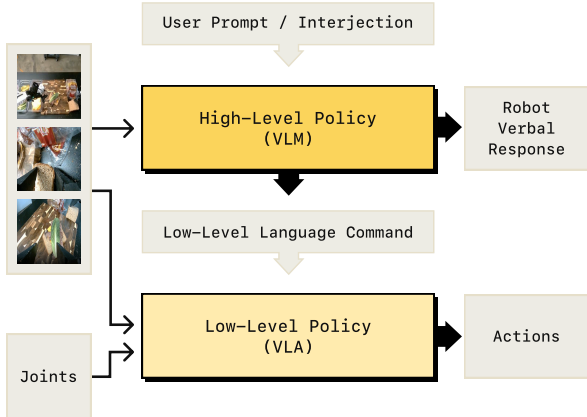 User Prompt / Interjection
High-Level Policy
(VLM)
Robot
Verbal
Response
Low-Level Language Command
Low-Level Policy
(VLA)
Actions
Joints